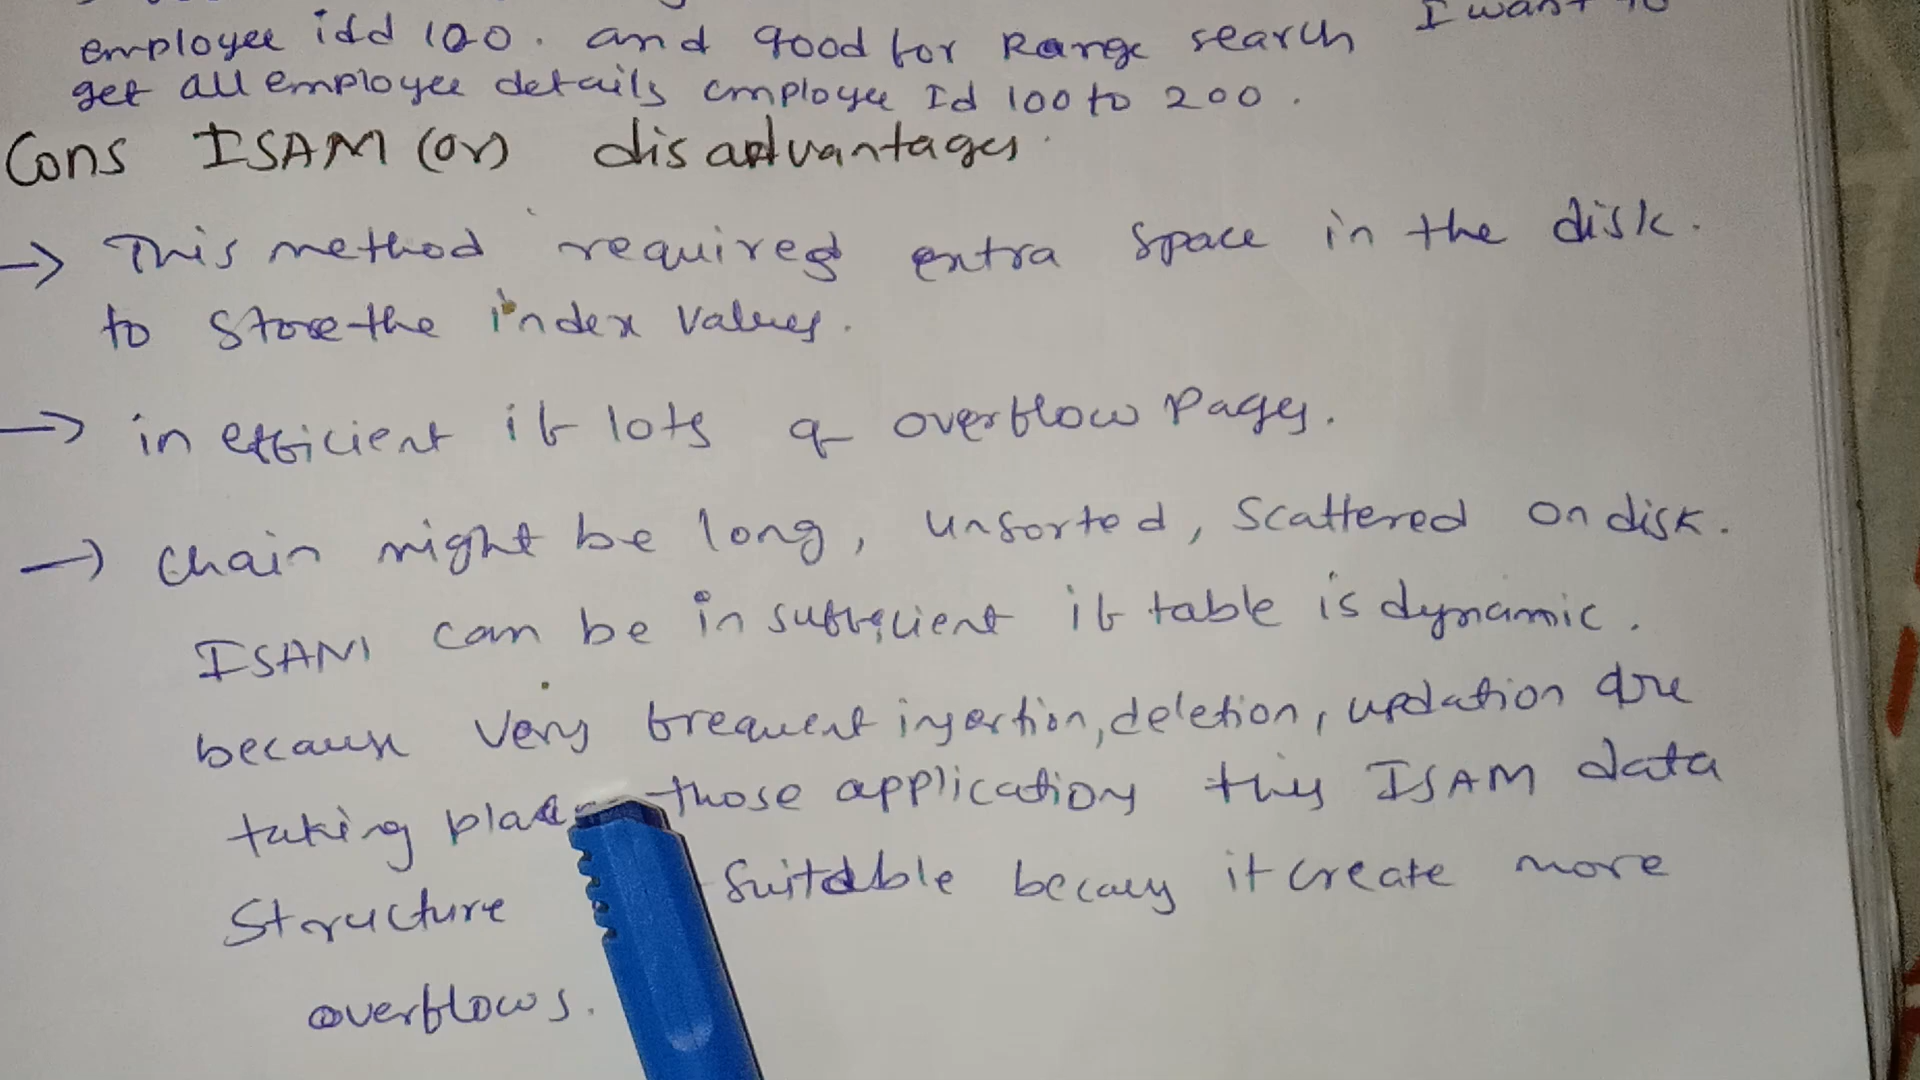 employee idd 100. and good for Range search I want to
get all employee details employee Id 100 to 200.
Cons ISAM (or) disadvantages.
→ This method required extra space in the disk.
to store the index values.
→ in efficient if lots of overflow pages.
→ chain might be long, unsorted, scattered on disk.
ISAM can be in sufficient if table is dynamic.
because very frequent insertion, deletion, updation are
taking place those application this ISAM data
structure suitable because it create more
overflows.